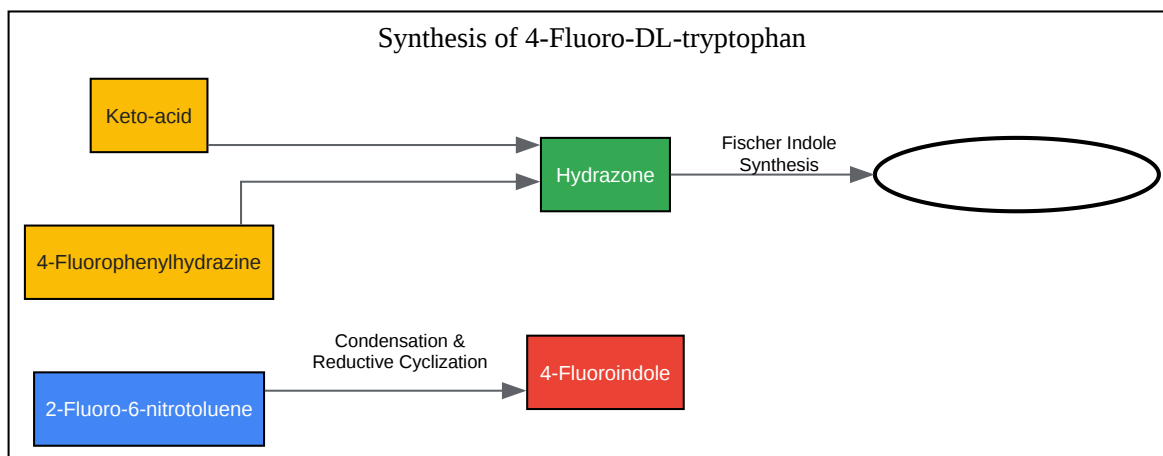 Synthesis of 4-Fluoro-DL-tryptophan
Keto-acid
Hydrazone
Fischer Indole
Synthesis
4-Fluorophenylhydrazine
Condensation &
Reductive Cyclization
2-Fluoro-6-nitrotoluene
4-Fluoroindole